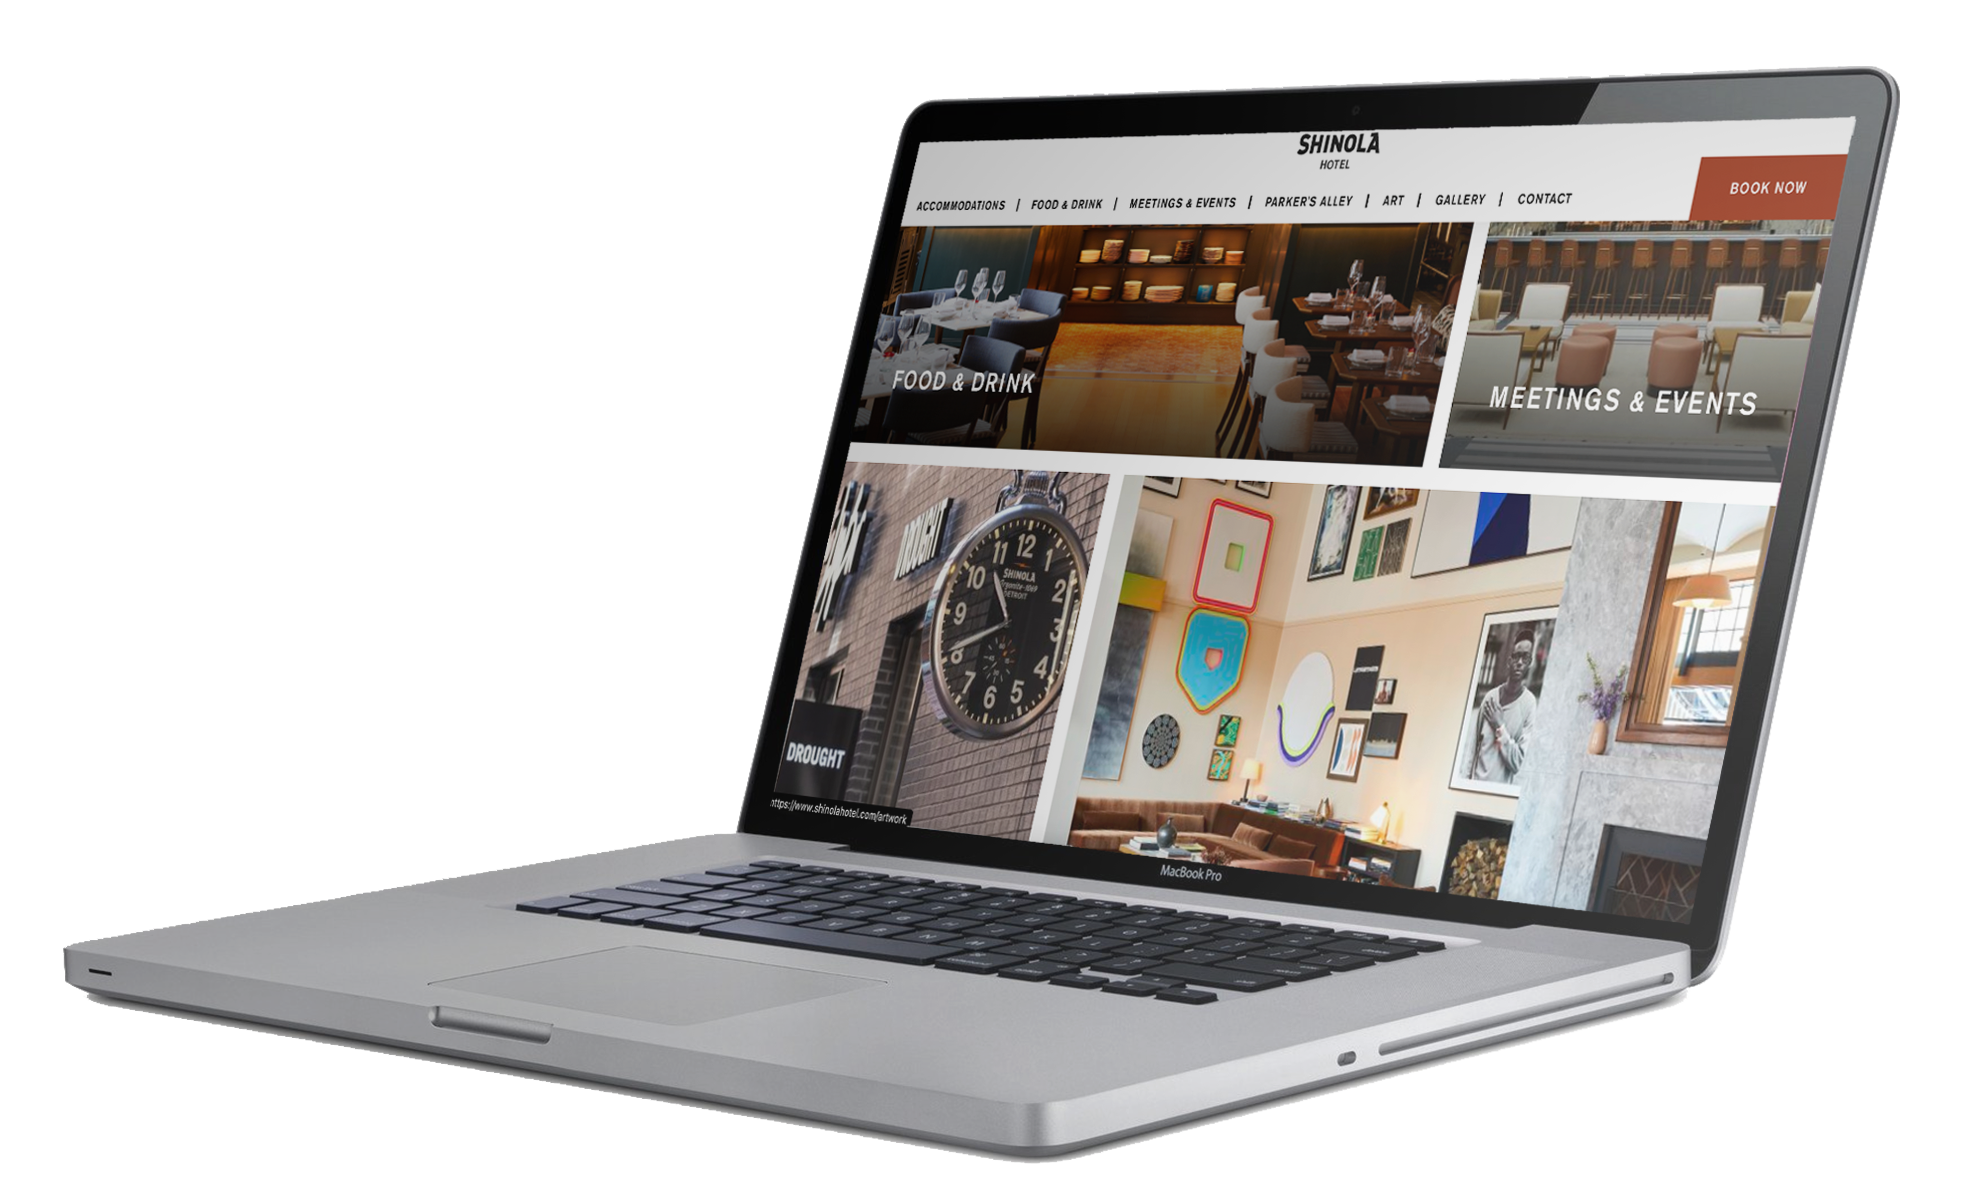 SHINOLA
HOTEL
BOOK NOW
ACCOMMODATIONS | FOOD & DRINK | MEETINGS & EVENTS | PARKER'S ALLEY | ART | GALLERY | CONTACT
FOOD & DRINK
MEETINGS & EVENTS
DROUGHT
11 12 1
10 2
9 3
8 4
7 6 5
SHINOLA
DETROIT
DROUGHT
https://www.shinolahotel.com/artwork
MacBook Pro